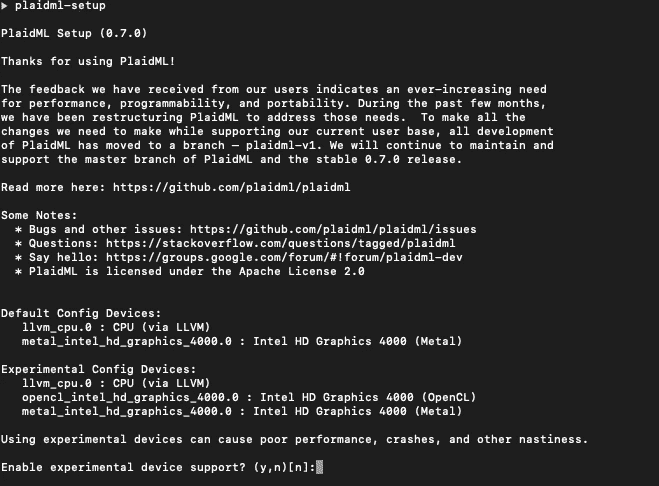 ▶ plaidml-setup
PlaidML Setup (0.7.0)
Thanks for using PlaidML!
The feedback we have received from our users indicates an ever-increasing need
for performance, programmability, and portability. During the past few months,
we have been restructuring PlaidML to address those needs.  To make all the
changes we need to make while supporting our current user base, all development
of PlaidML has moved to a branch — plaidml-v1. We will continue to maintain and
support the master branch of PlaidML and the stable 0.7.0 release.
Read more here: https://github.com/plaidml/plaidml
Some Notes:
  * Bugs and other issues: https://github.com/plaidml/plaidml/issues
  * Questions: https://stackoverflow.com/questions/tagged/plaidml
  * Say hello: https://groups.google.com/forum/#!forum/plaidml-dev
  * PlaidML is licensed under the Apache License 2.0
Default Config Devices:
   llvm_cpu.0 : CPU (via LLVM)
   metal_intel_hd_graphics_4000.0 : Intel HD Graphics 4000 (Metal)
Experimental Config Devices:
   llvm_cpu.0 : CPU (via LLVM)
   opencl_intel_hd_graphics_4000.0 : Intel HD Graphics 4000 (OpenCL)
   metal_intel_hd_graphics_4000.0 : Intel HD Graphics 4000 (Metal)
Using experimental devices can cause poor performance, crashes, and other nastiness.
Enable experimental device support? (y,n)[n]: